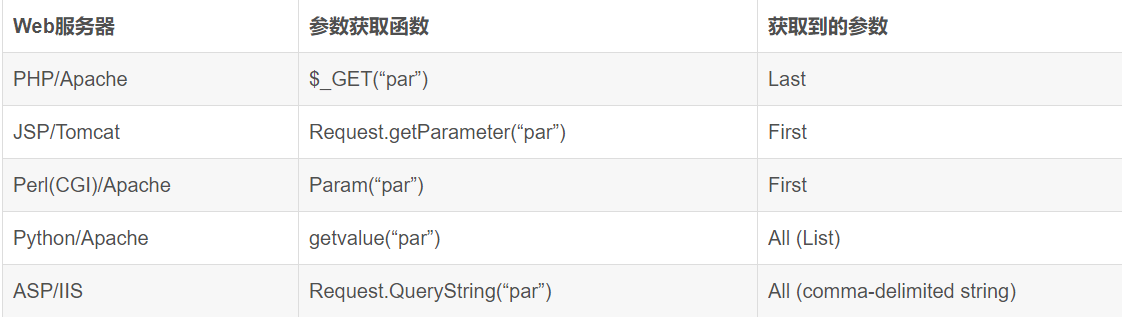 Web服务器 参数获取函数 获取到的参数
PHP/Apache $_GET(“par”) Last
JSP/Tomcat Request.getParameter(“par”) First
Perl(CGI)/Apache Param(“par”) First
Python/Apache getvalue(“par”) All (List)
ASP/IIS Request.QueryString(“par”) All (comma-delimited string)